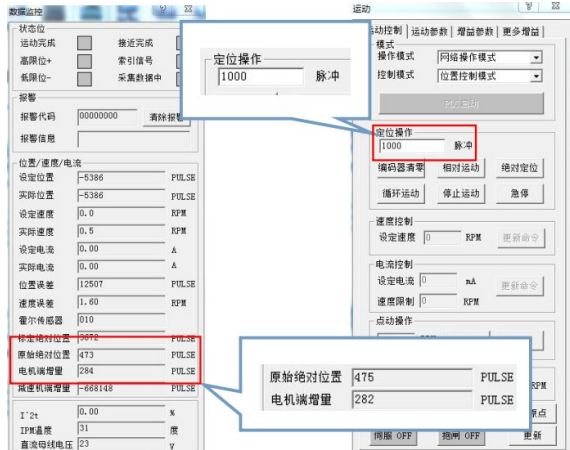 数据监控
状态位
运动完成 接近完成
高限位+ 索引信号
低限位- 采集数据中
报警
报警代码 00000000 清除报警
报警信息
位置/速度/电流
设定位置 -5386 PULSE
实际位置 -5386 PULSE
设定速度 0.0 RPM
实际速度 0.5 RPM
设定电流 0.00 A
实际电流 0.00 A
位置误差 12507 PULSE
速度误差 1.60 RPM
霍尔传感器 010
标定绝对位置 3672 PULSE
原始绝对位置 473 PULSE
电机端增量 284 PULSE
减速机端增量 -668148 PULSE
I^2t 0.00 %
IPM温度 31 度
直流母线电压 23 V
定位操作
1000 脉冲
运动
运动控制 运动参数 增益参数 更多增益
模式
操作模式 网络操作模式
控制模式 位置控制模式
PLC启动
定位操作
1000 脉冲
编码器清零 相对运动 绝对定位
循环运动 停止运动 急停
速度控制
设定速度 0 RPM 更新命令
电流控制
设定电流 0 mA 更新命令
速度限制 0 RPM
点动操作
RPM
原点
伺服 OFF 抱闸 OFF 更新
原始绝对位置 475 PULSE
电机端增量 282 PULSE